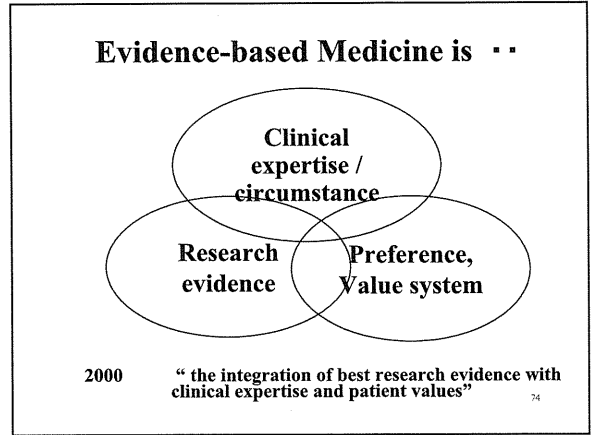 Evidence-based Medicine is ・・
Clinical
expertise /
circumstance
Research
evidence
Preference,
Value system
2000 “ the integration of best research evidence with
clinical expertise and patient values”
74